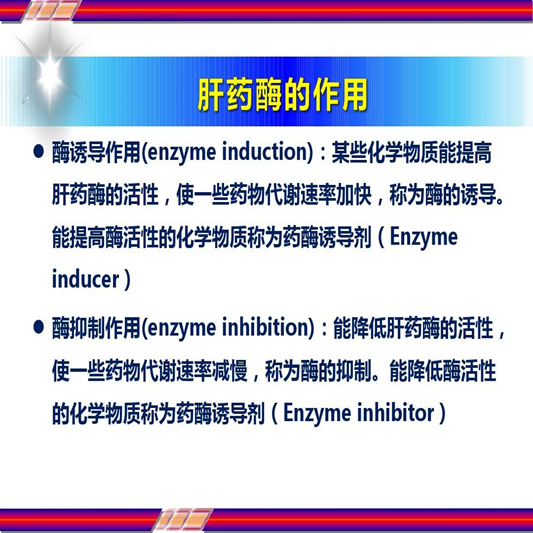 肝药酶的作用
● 酶诱导作用(enzyme induction)：某些化学物质能提高
肝药酶的活性，使一些药物代谢速率加快，称为酶的诱导。
能提高酶活性的化学物质称为药酶诱导剂（Enzyme
inducer）
● 酶抑制作用(enzyme inhibition)：能降低肝药酶的活性，
使一些药物代谢速率减慢，称为酶的抑制。能降低酶活性
的化学物质称为药酶诱导剂（Enzyme inhibitor）